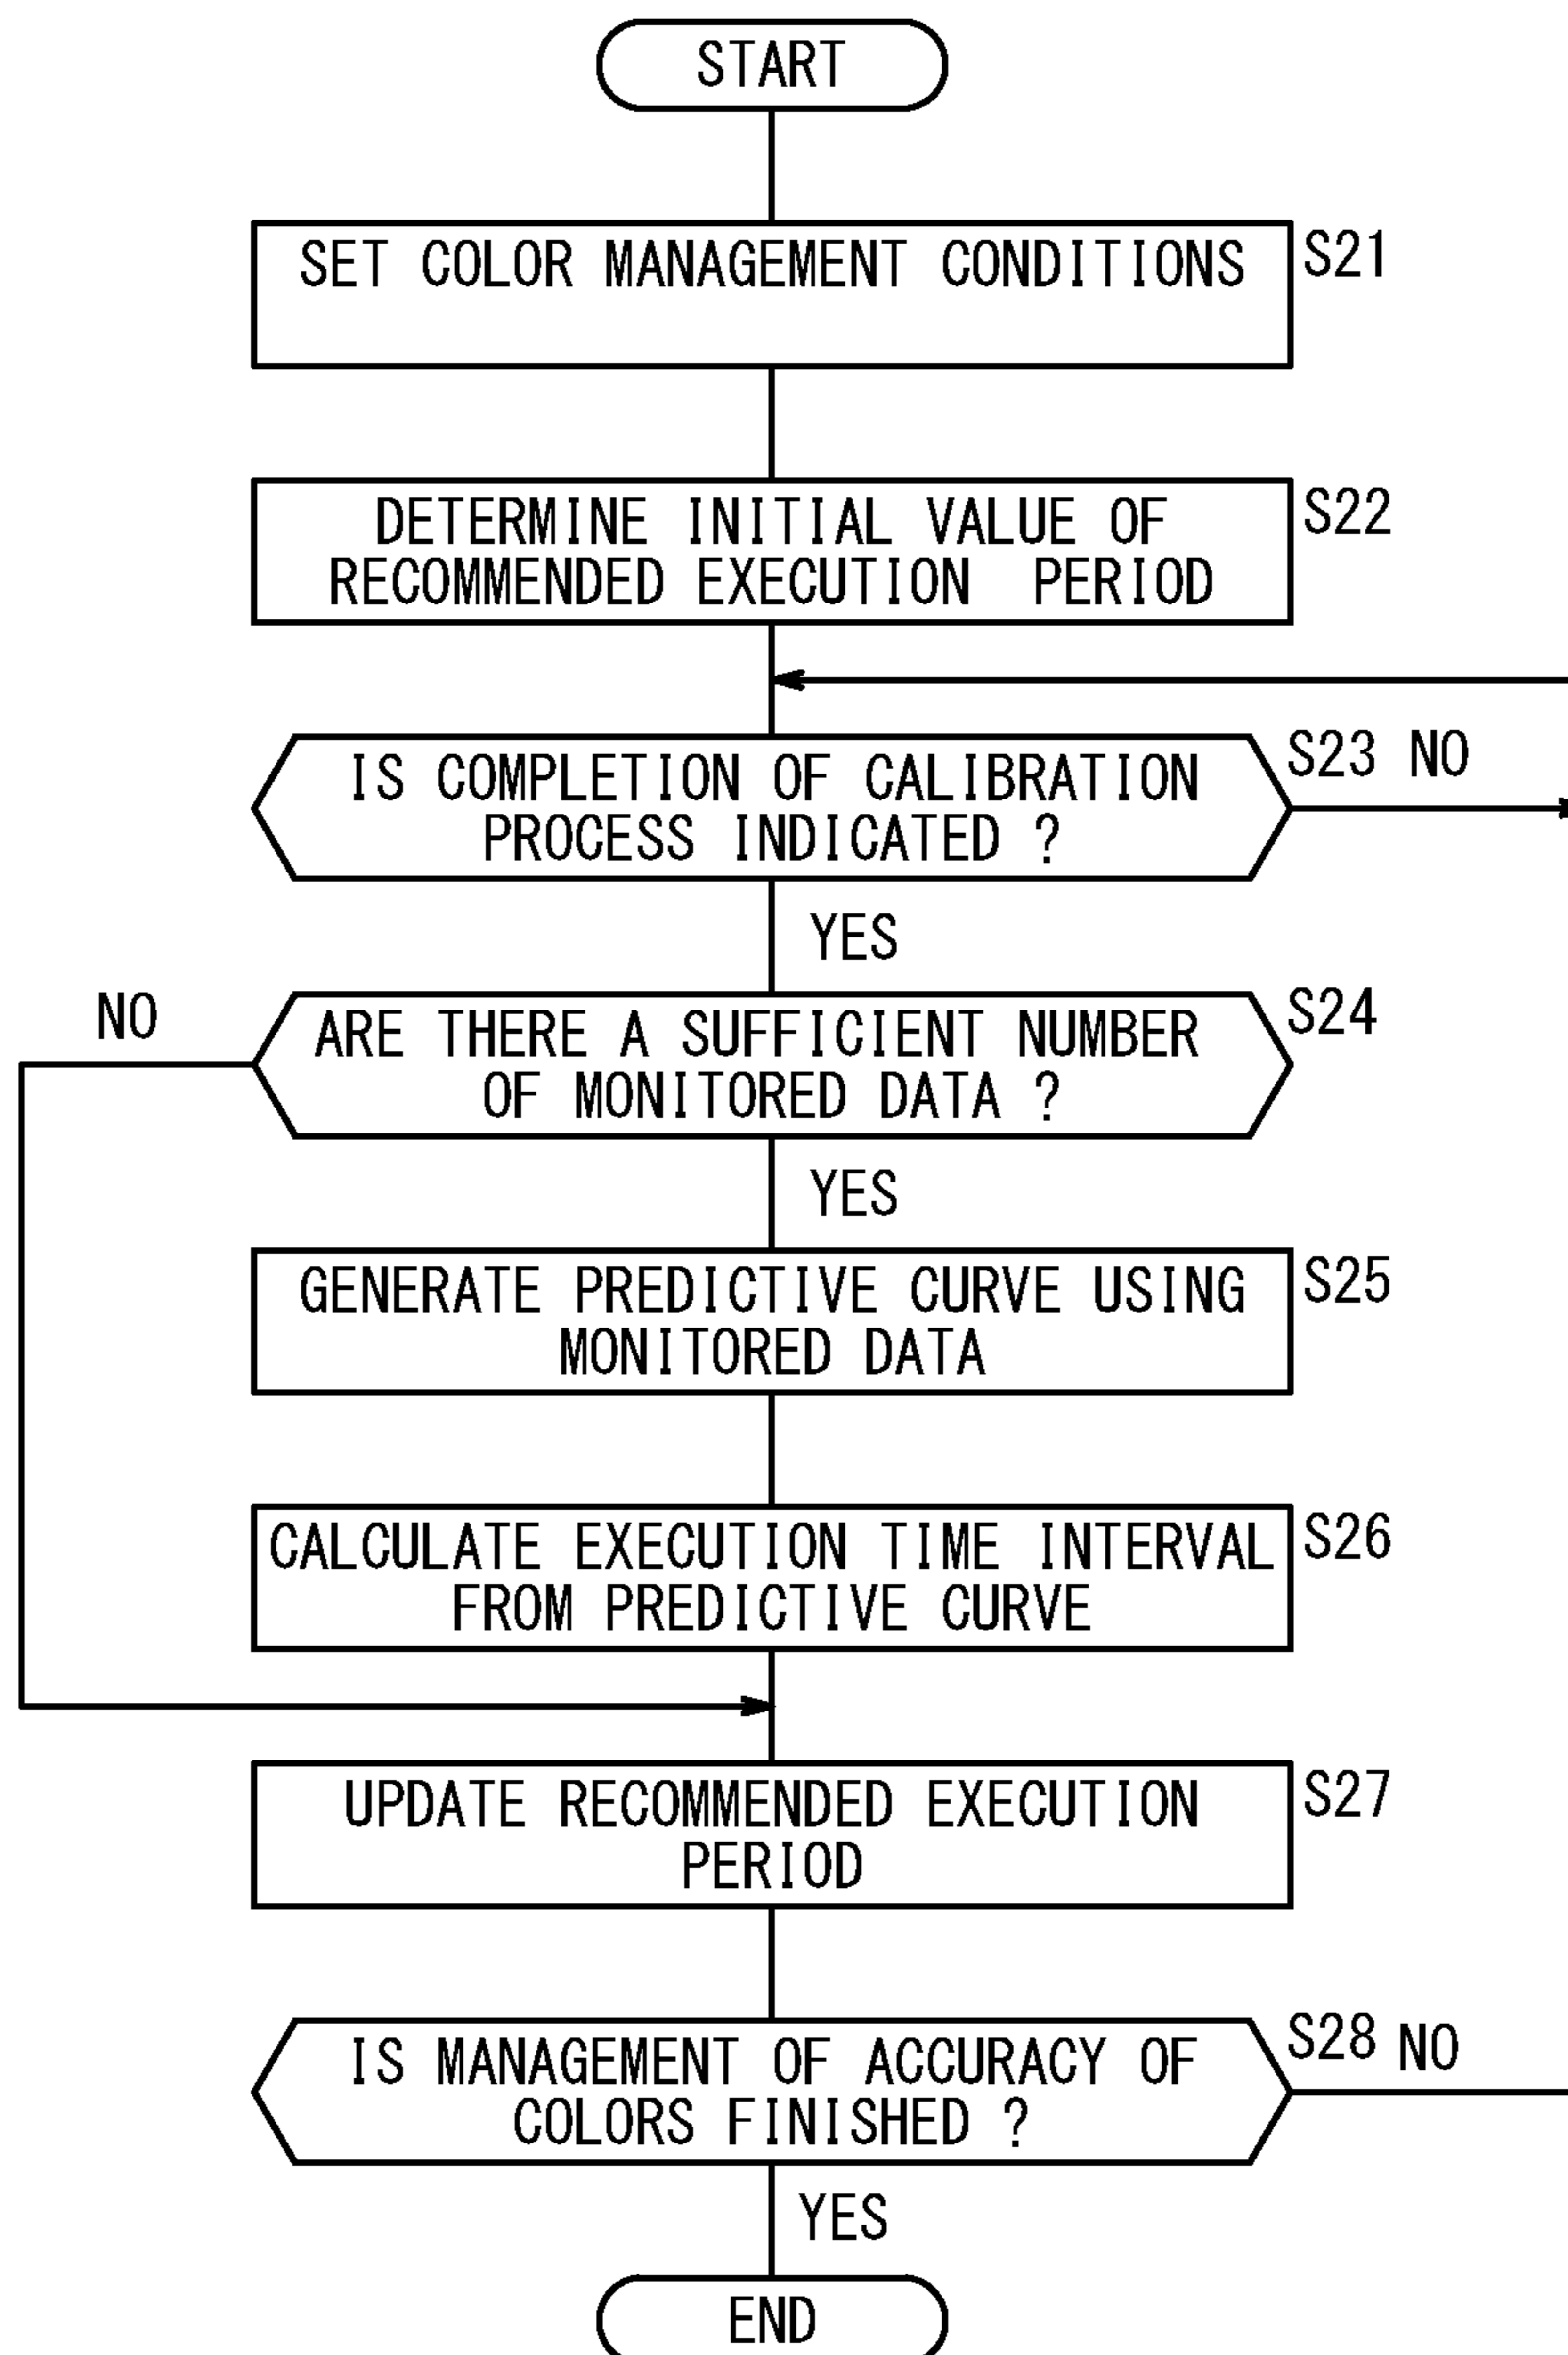 START
SET COLOR MANAGEMENT CONDITIONS
S21
DETERMINE INITIAL VALUE OF
RECOMMENDED EXECUTION PERIOD
S22
IS COMPLETION OF CALIBRATION
PROCESS INDICATED ?
S23 NO
YES
NO
ARE THERE A SUFFICIENT NUMBER
OF MONITORED DATA ?
S24
YES
GENERATE PREDICTIVE CURVE USING
MONITORED DATA
S25
CALCULATE EXECUTION TIME INTERVAL
FROM PREDICTIVE CURVE
S26
UPDATE RECOMMENDED EXECUTION
PERIOD
S27
IS MANAGEMENT OF ACCURACY OF
COLORS FINISHED ?
S28 NO
YES
END